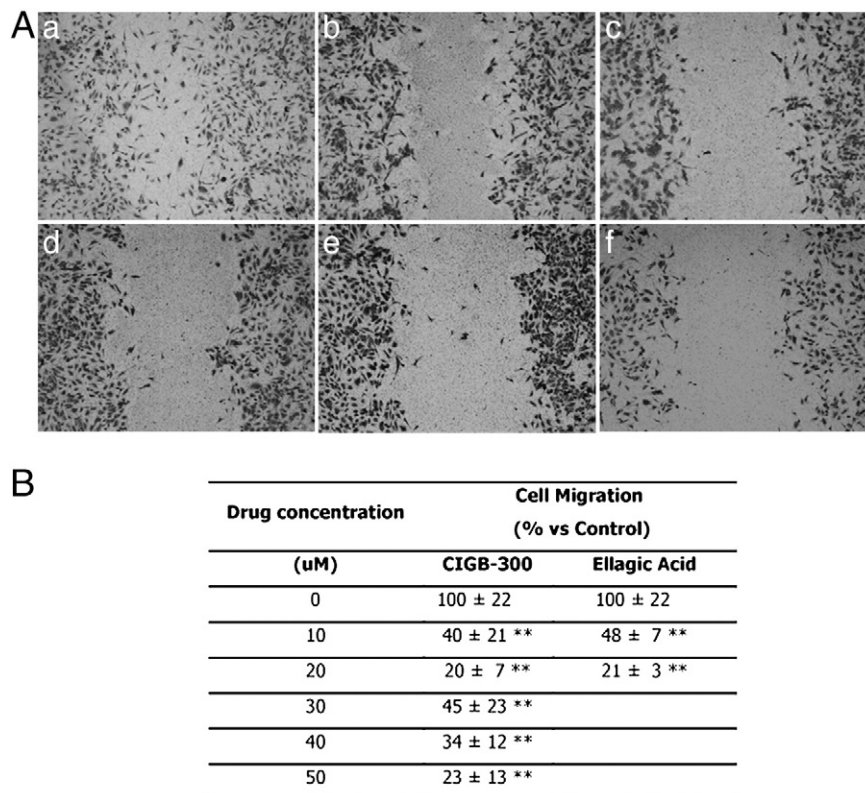 A
a b c
d e f
B
Drug concentration Cell Migration
(% vs Control)
(uM) CIGB-300 Ellagic Acid
0 100 ± 22 100 ± 22
10 40 ± 21 ** 48 ± 7 **
20 20 ± 7 ** 21 ± 3 **
30 45 ± 23 **
40 34 ± 12 **
50 23 ± 13 **